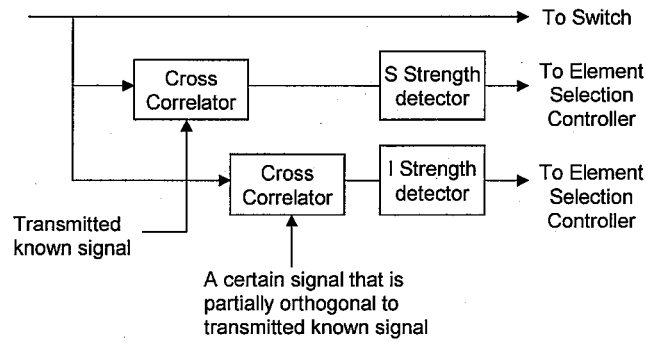 To Switch
Cross
Correlator
S Strength
detector
To Element
Selection
Controller
Cross
Correlator
I Strength
detector
To Element
Selection
Controller
Transmitted
known signal
A certain signal that is
partially orthogonal to
transmitted known signal